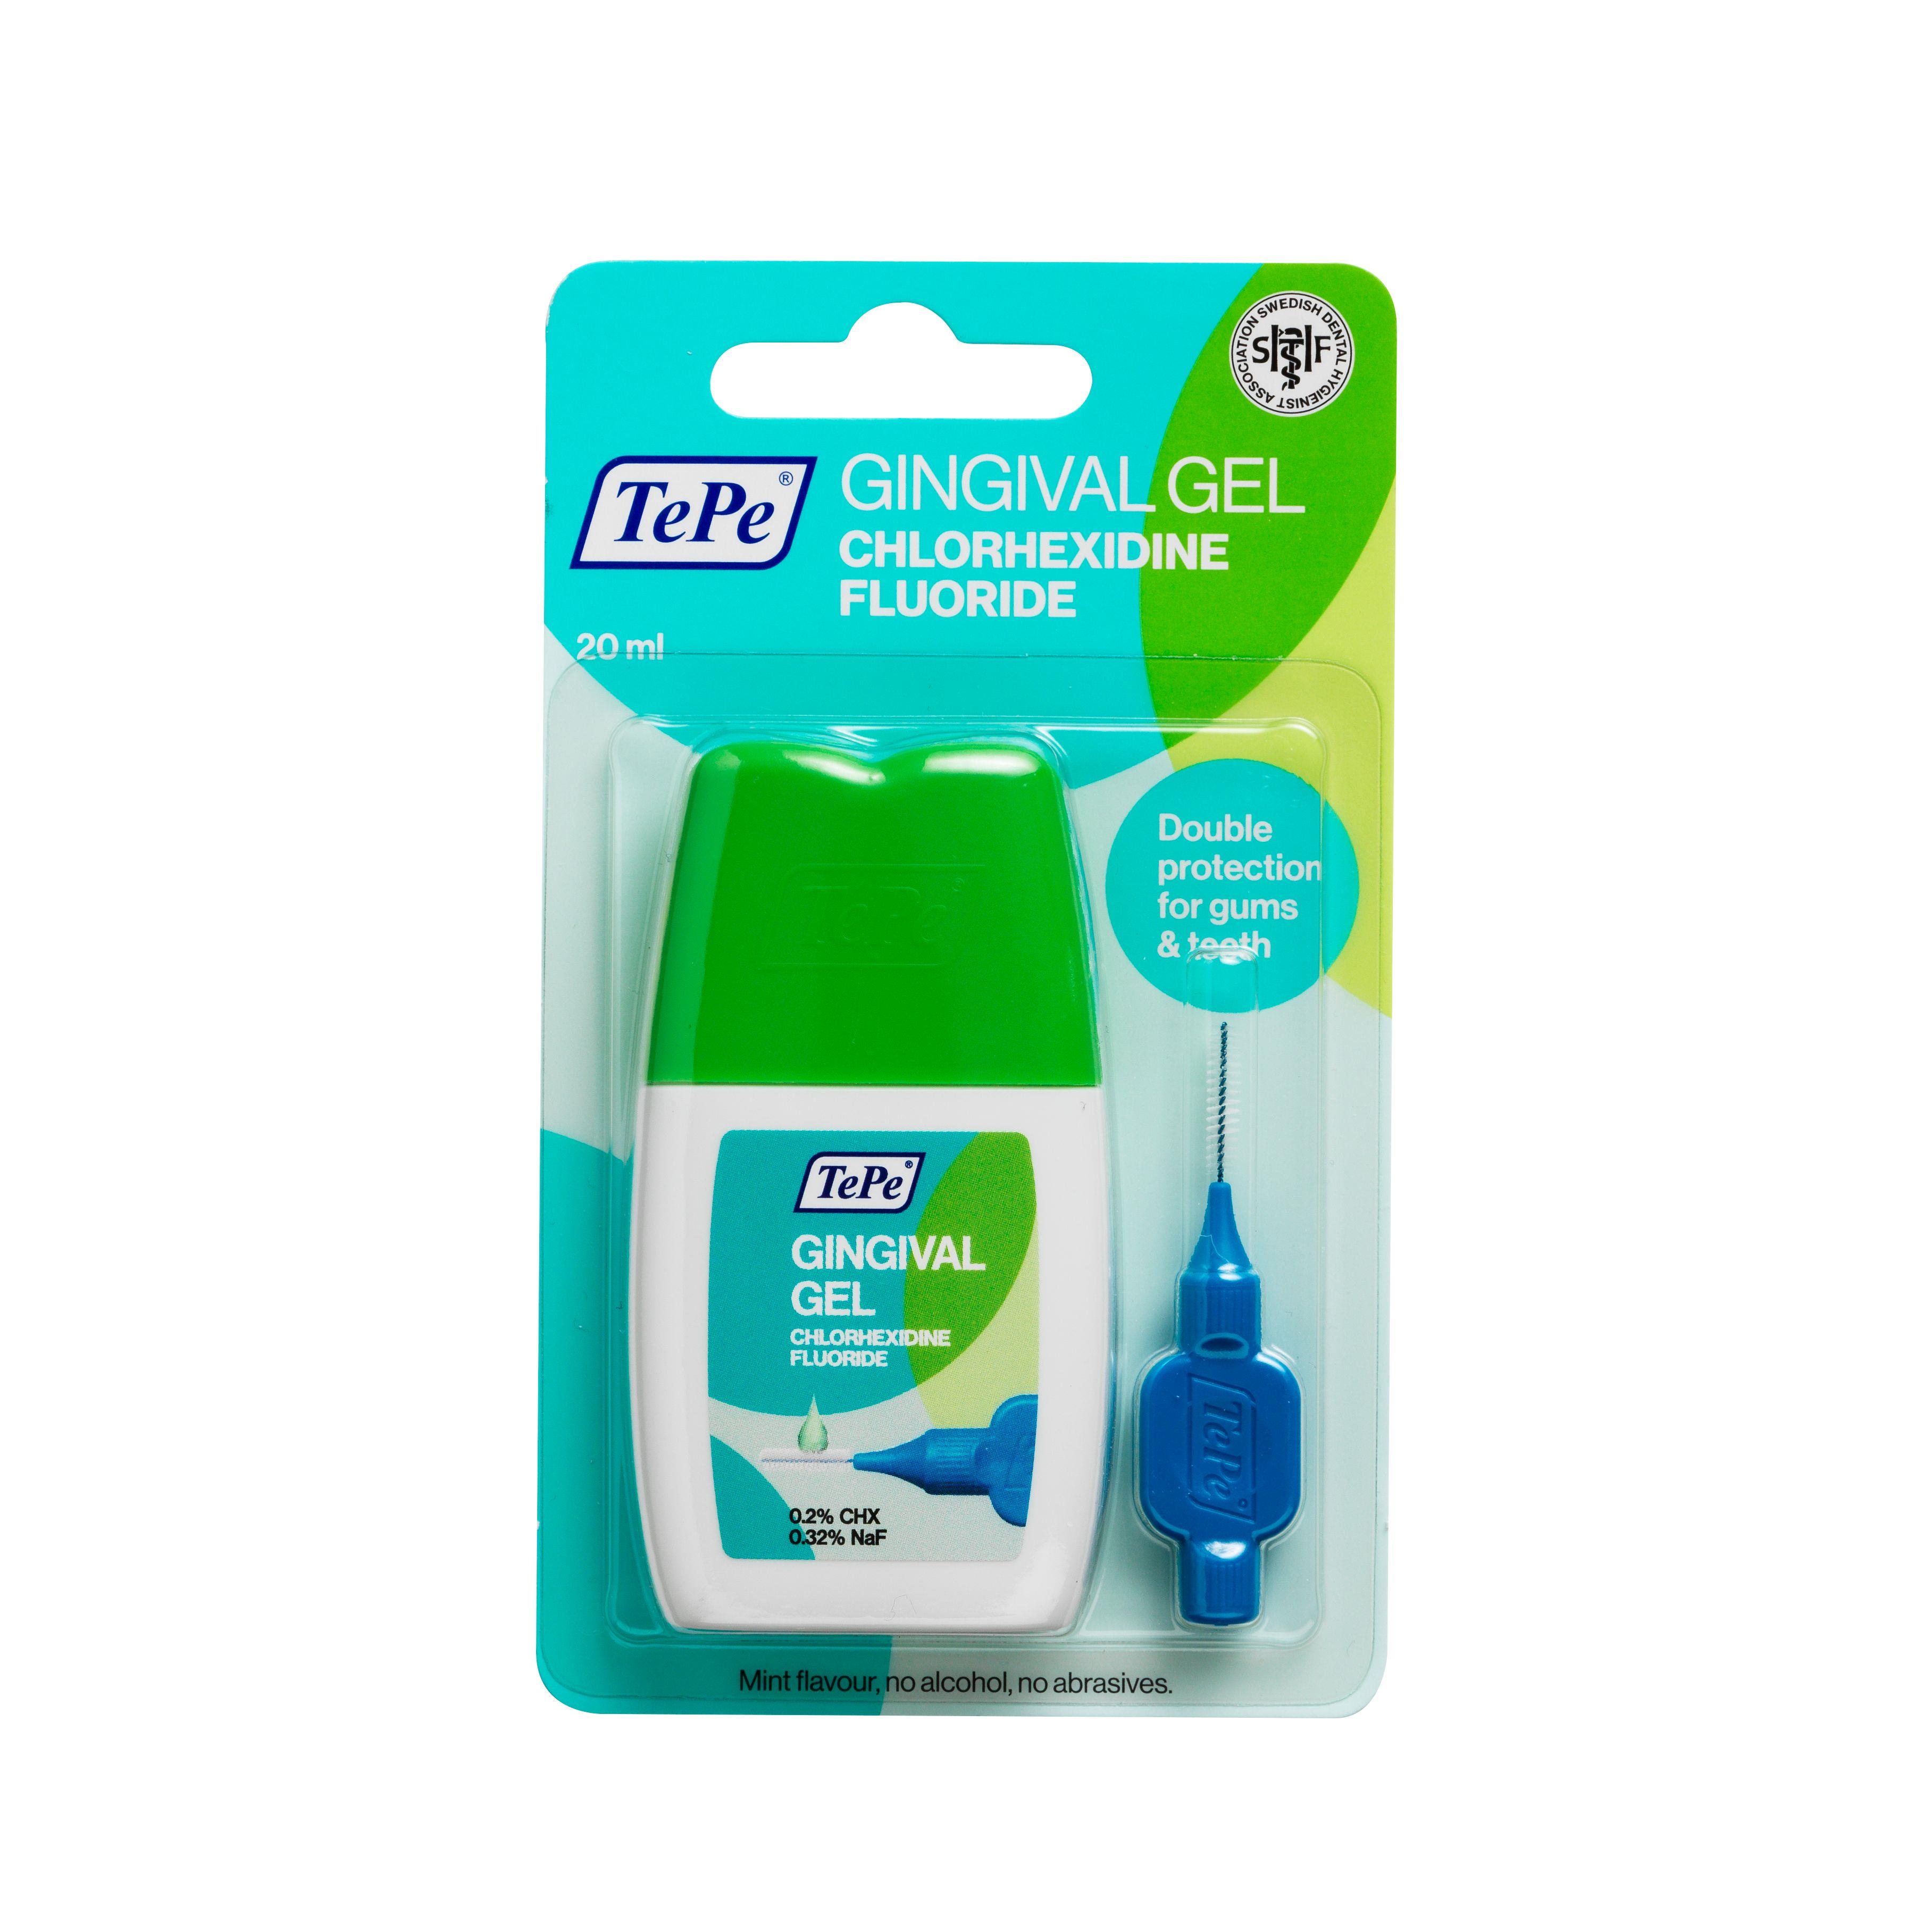 SWEDISH DENTAL HYGIENIST ASSOCIATION
STF
TePe®
GINGIVAL GEL
CHLORHEXIDINE
FLUORIDE
20 ml
Double
protection
for gums
& teeth
TePe®
TePe®
GINGIVAL
GEL
CHLORHEXIDINE
FLUORIDE
0.2% CHX
0.32% NaF
TePe®
Mint flavour, no alcohol, no abrasives.